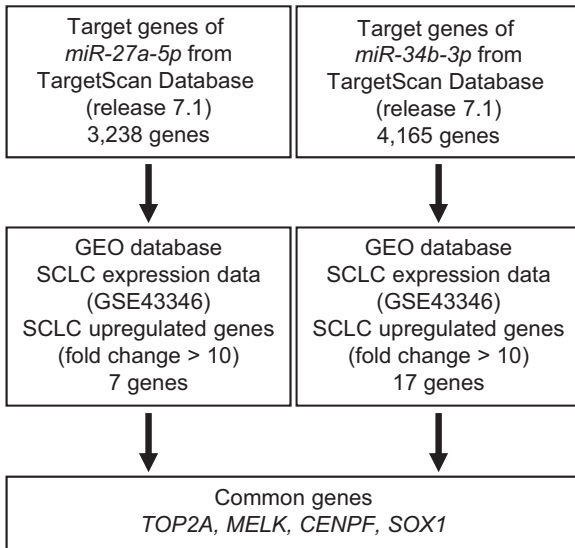 Target genes of
miR-27a-5p from
TargetScan Database
(release 7.1)
3,238 genes
Target genes of
miR-34b-3p from
TargetScan Database
(release 7.1)
4,165 genes
GEO database
SCLC expression data
(GSE43346)
SCLC upregulated genes
(fold change > 10)
7 genes
GEO database
SCLC expression data
(GSE43346)
SCLC upregulated genes
(fold change > 10)
17 genes
Common genes
TOP2A, MELK, CENPF, SOX1